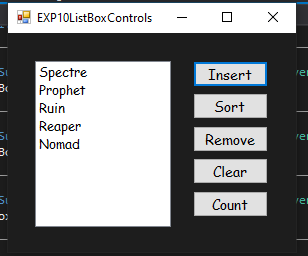 EXP10ListBoxControls
Spectre
Prophet
Ruin
Reaper
Nomad
Insert
Sort
Remove
Clear
Count